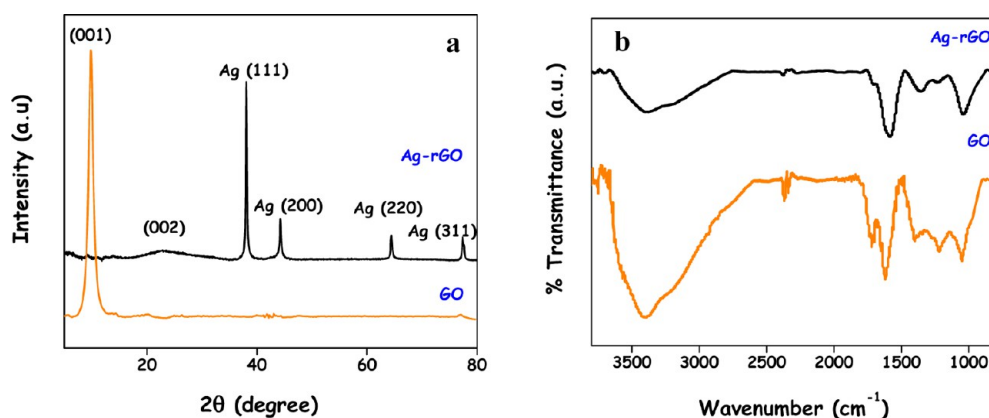 (001)
a
Ag (111)
Ag-rGO
Ag (200)
(002)
Ag (220)
Ag (311)
GO
Intensity (a.u)
20 40 60 80
2θ (degree)
b
Ag-rGO
GO
% Transmittance (a.u.)
3500 3000 2500 2000 1500 1000
Wavenumber (cm⁻¹)